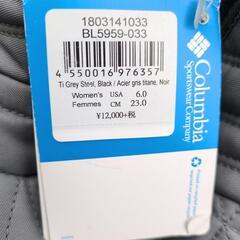 1803141033
BL5959-033
4 550016 976357
Ti Grey Steel, Black / Acier gris titane, Noir
Women's USA 6.0
Femmes CM 23.0
¥12,000+税
Columbia
Sportswear Company